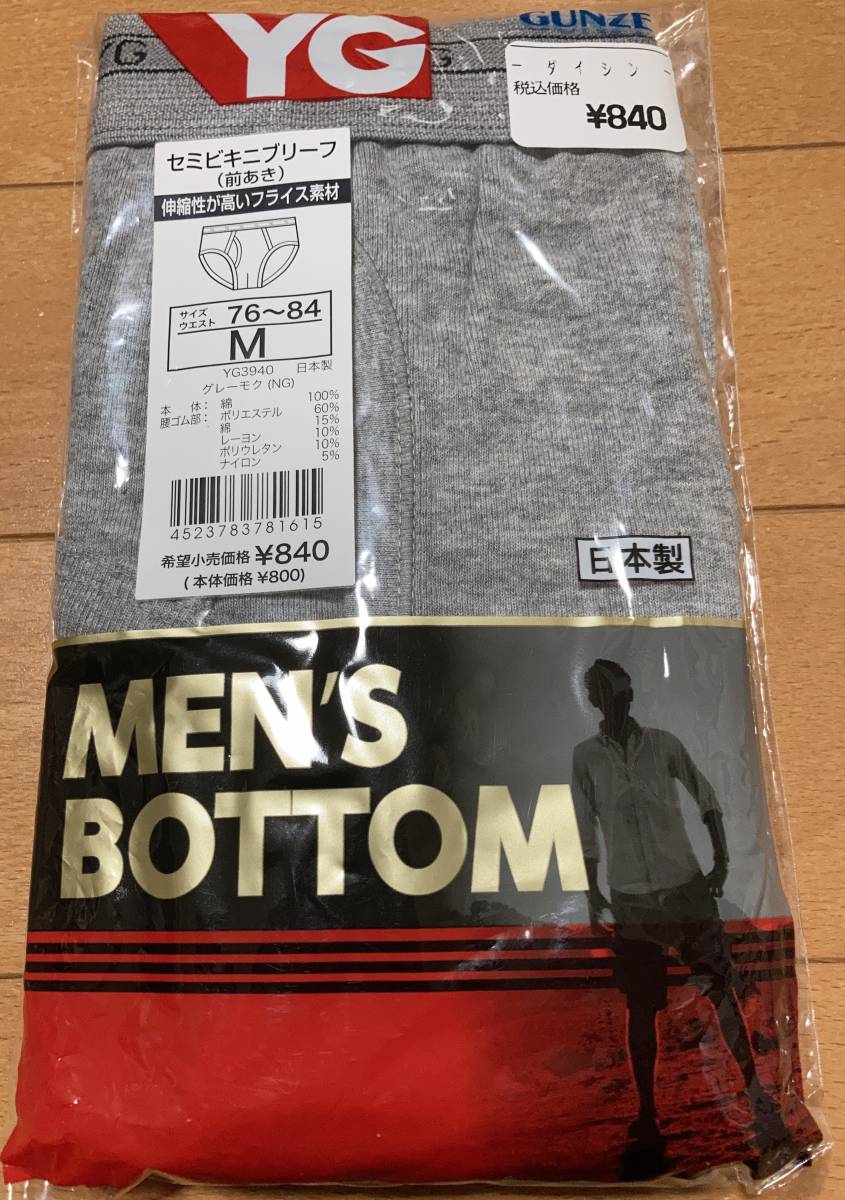 YG
GUNZE
G
G
ー ダイシン ー
税込価格
¥840
セミビキニブリーフ
(前あき)
伸縮性が高いフライス素材
サイズ
ウエスト 76〜84
M
YG3940 日本製
グレーモク (NG)
本 体: 綿 100%
腰ゴム部: ポリエステル 60%
綿 15%
レーヨン 10%
ポリウレタン 10%
ナイロン 5%
4523783781615
希望小売価格 ¥840
(本体価格 ¥800)
日本製
MEN'S
BOTTOM